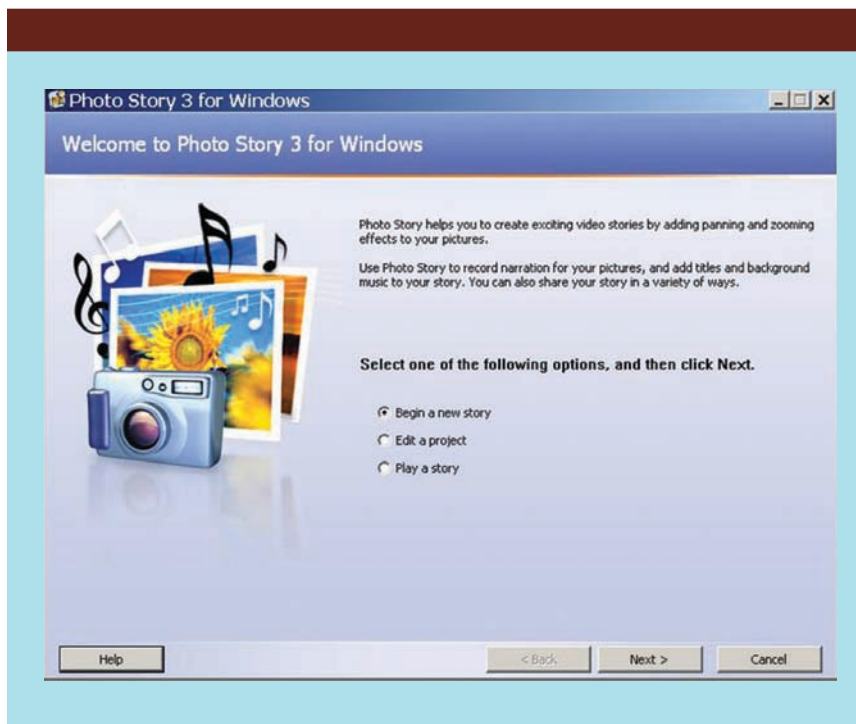 Photo Story 3 for Windows
Welcome to Photo Story 3 for Windows
Photo Story helps you to create exciting video stories by adding panning and zooming
effects to your pictures.
Use Photo Story to record narration for your pictures, and add titles and background
music to your story. You can also share your story in a variety of ways.
Select one of the following options, and then click Next.
Begin a new story
Edit a project
Play a story
Help
< Back
Next >
Cancel